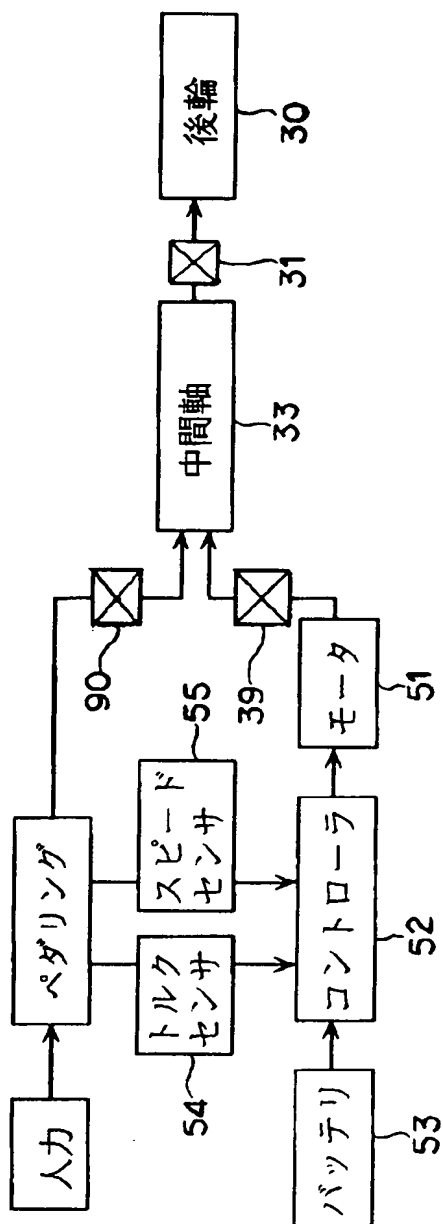 人力
ペダリング
トルク
センサ
54
スピード
センサ
55
90
39
バッテリ
53
コントローラ
52
モータ
51
中間軸
33
31
後輪
30